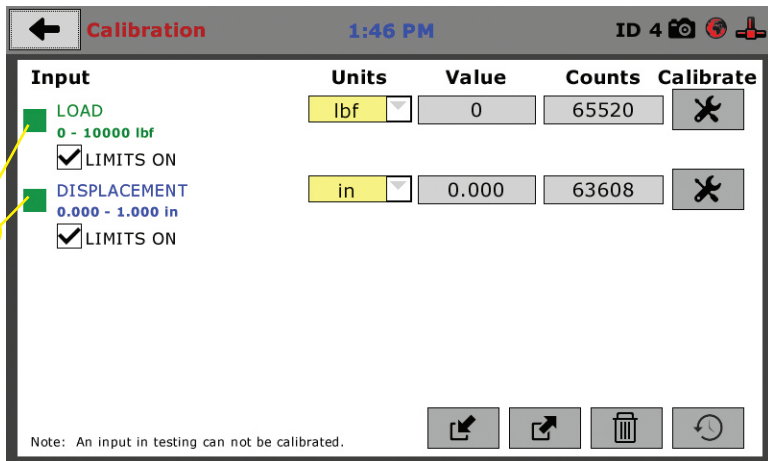 Calibration 1:46 PM ID 4
Input Units Value Counts Calibrate
LOAD lbf 0 65520
0 - 10000 lbf
LIMITS ON
DISPLACEMENT in 0.000 63608
0.000 - 1.000 in
LIMITS ON
Note: An input in testing can not be calibrated.